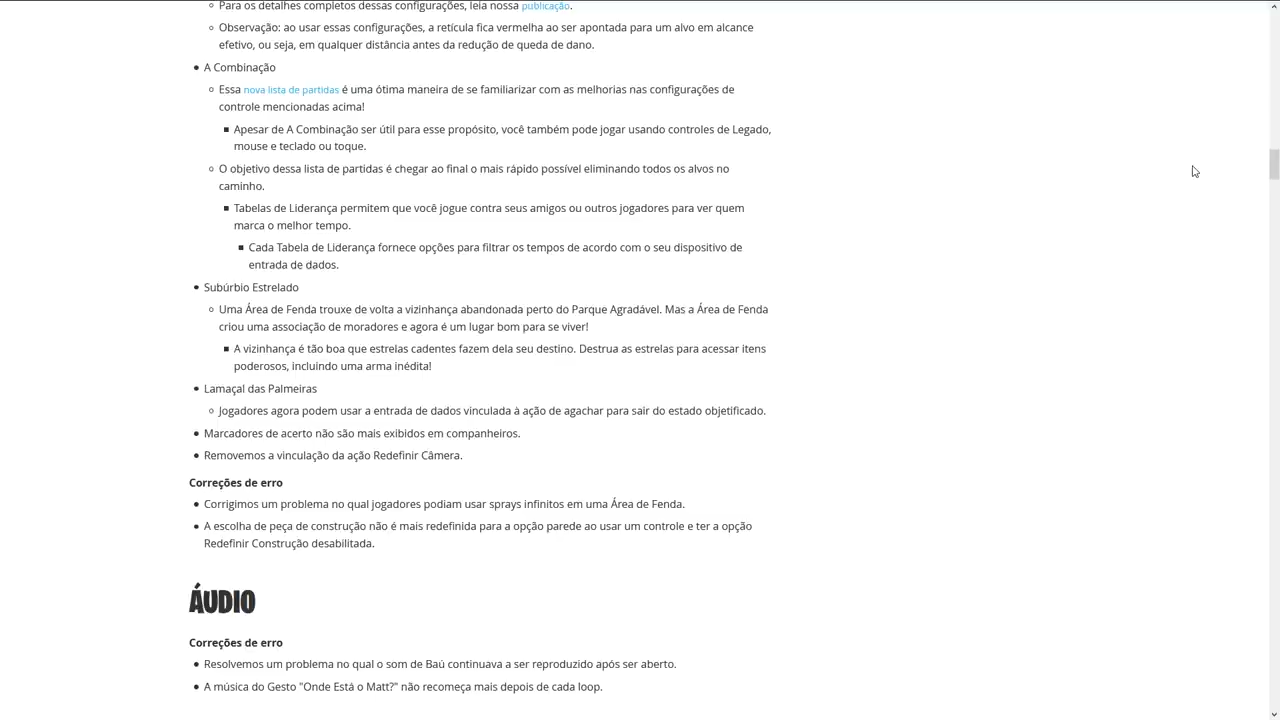 Para os detalhes completos dessas configurações, leia nossa publicação.
Observação: ao usar essas configurações, a retícula fica vermelha ao ser apontada para um alvo em alcance
efetivo, ou seja, em qualquer distância antes da redução de queda de dano.
A Combinação
Essa nova lista de partidas é uma ótima maneira de se familiarizar com as melhorias nas configurações de
controle mencionadas acima!
Apesar de A Combinação ser útil para esse propósito, você também pode jogar usando controles de Legado,
mouse e teclado ou toque.
O objetivo dessa lista de partidas é chegar ao final o mais rápido possível eliminando todos os alvos no
caminho.
Tabelas de Liderança permitem que você jogue contra seus amigos ou outros jogadores para ver quem
marca o melhor tempo.
Cada Tabela de Liderança fornece opções para filtrar os tempos de acordo com o seu dispositivo de
entrada de dados.
Subúrbio Estrelado
Uma Área de Fenda trouxe de volta a vizinhança abandonada perto do Parque Agradável. Mas a Área de Fenda
criou uma associação de moradores e agora é um lugar bom para se viver!
A vizinhança é tão boa que estrelas cadentes fazem dela seu destino. Destrua as estrelas para acessar itens
poderosos, incluindo uma arma inédita!
Lamaçal das Palmeiras
Jogadores agora podem usar a entrada de dados vinculada à ação de agachar para sair do estado objetificado.
Marcadores de acerto não são mais exibidos em companheiros.
Removemos a vinculação da ação Redefinir Câmera.
Correções de erro
Corrigimos um problema no qual jogadores podiam usar sprays infinitos em uma Área de Fenda.
A escolha de peça de construção não é mais redefinida para a opção parede ao usar um controle e ter a opção
Redefinir Construção desabilitada.
ÁUDIO
Correções de erro
Resolvemos um problema no qual o som de Baú continuava a ser reproduzido após ser aberto.
A música do Gesto "Onde Está o Matt?" não recomeça mais depois de cada loop.